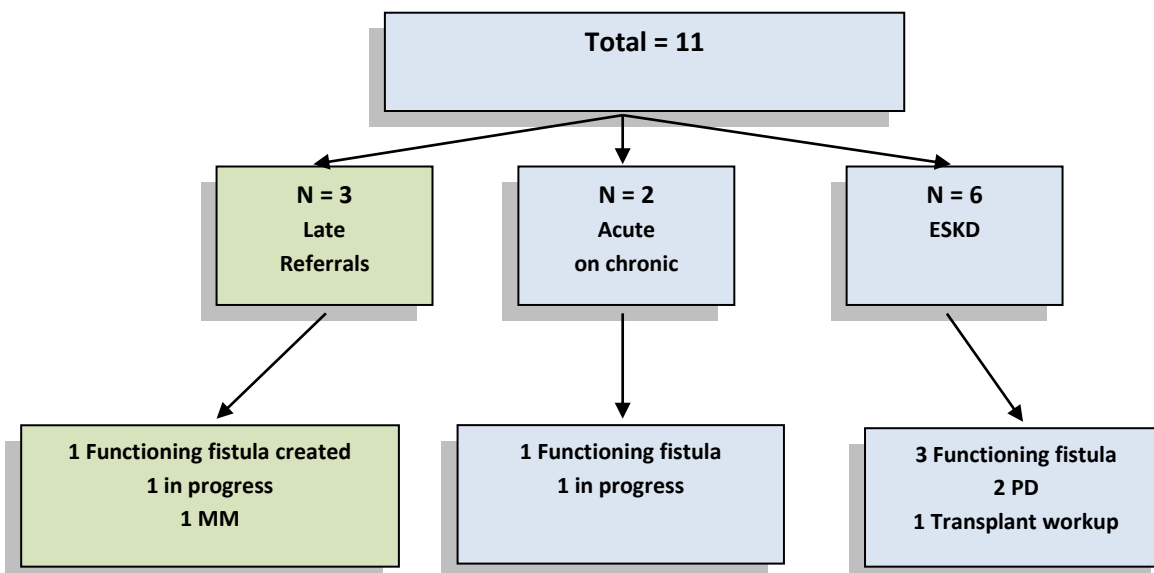 Total = 11
N = 3
Late
Referrals
N = 2
Acute
on chronic
N = 6
ESKD
1 Functioning fistula created
1 in progress
1 MM
1 Functioning fistula
1 in progress
3 Functioning fistula
2 PD
1 Transplant workup